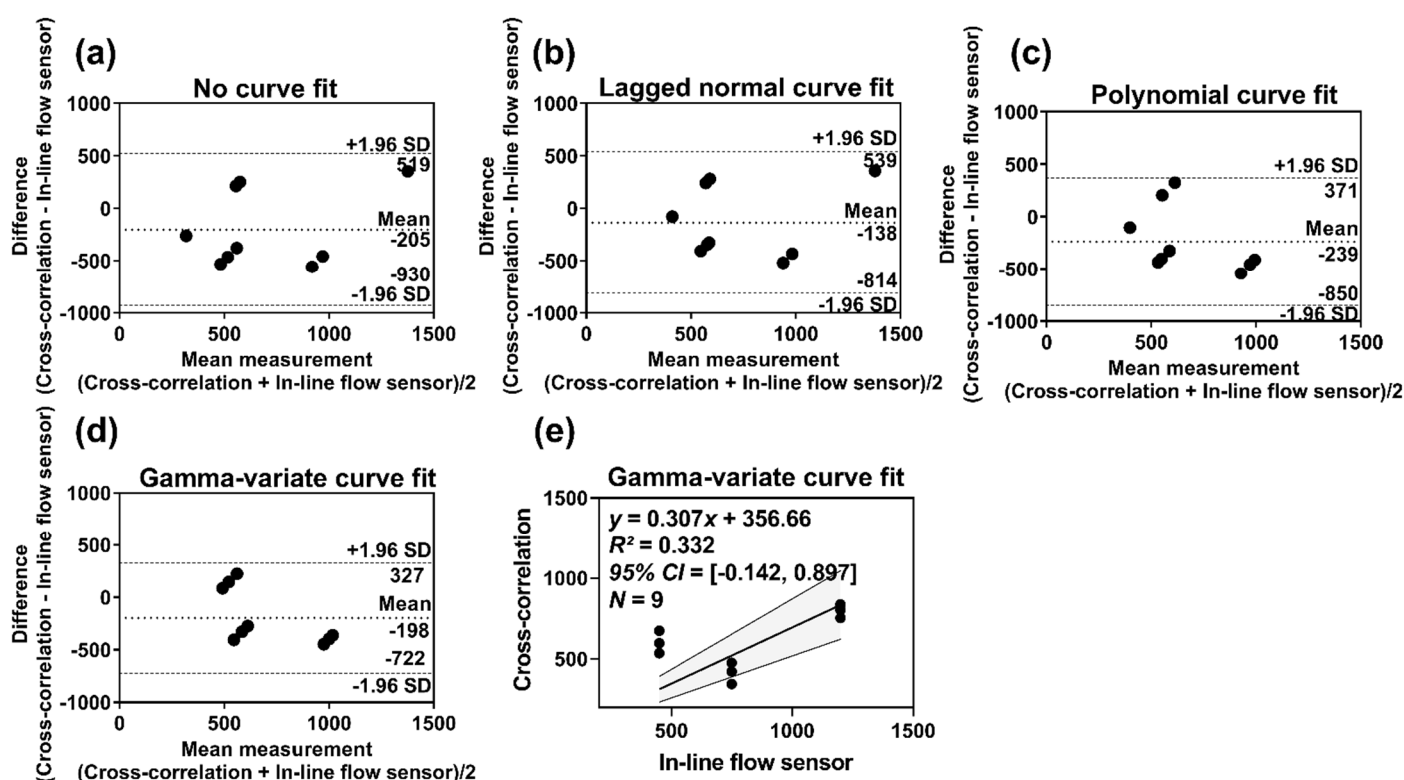 (a)
No curve fit
Difference
(Cross-correlation - In-line flow sensor)
1000
500
0
-500
-1000
+1.96 SD
519
Mean
-205
-930
-1.96 SD
0
500
1000
1500
Mean measurement
(Cross-correlation + In-line flow sensor)/2
(b)
Lagged normal curve fit
Difference
(Cross-correlation - In-line flow sensor)
1000
500
0
-500
-1000
+1.96 SD
539
Mean
-138
-814
-1.96 SD
0
500
1000
1500
Mean measurement
(Cross-correlation + In-line flow sensor)/2
(c)
Polynomial curve fit
Difference
(Cross-correlation - In-line flow sensor)
1000
500
0
-500
-1000
+1.96 SD
371
Mean
-239
-850
-1.96 SD
0
500
1000
1500
Mean measurement
(Cross-correlation + In-line flow sensor)/2
(d)
Gamma-variate curve fit
Difference
(Cross-correlation - In-line flow sensor)
1000
500
0
-500
-1000
+1.96 SD
327
Mean
-198
-722
-1.96 SD
0
500
1000
1500
Mean measurement
(Cross-correlation + In-line flow sensor)/2
(e)
Gamma-variate curve fit
Cross-correlation
1500
1000
500
y = 0.307x + 356.66
R² = 0.332
95% CI = [-0.142, 0.897]
N = 9
500
1000
1500
In-line flow sensor